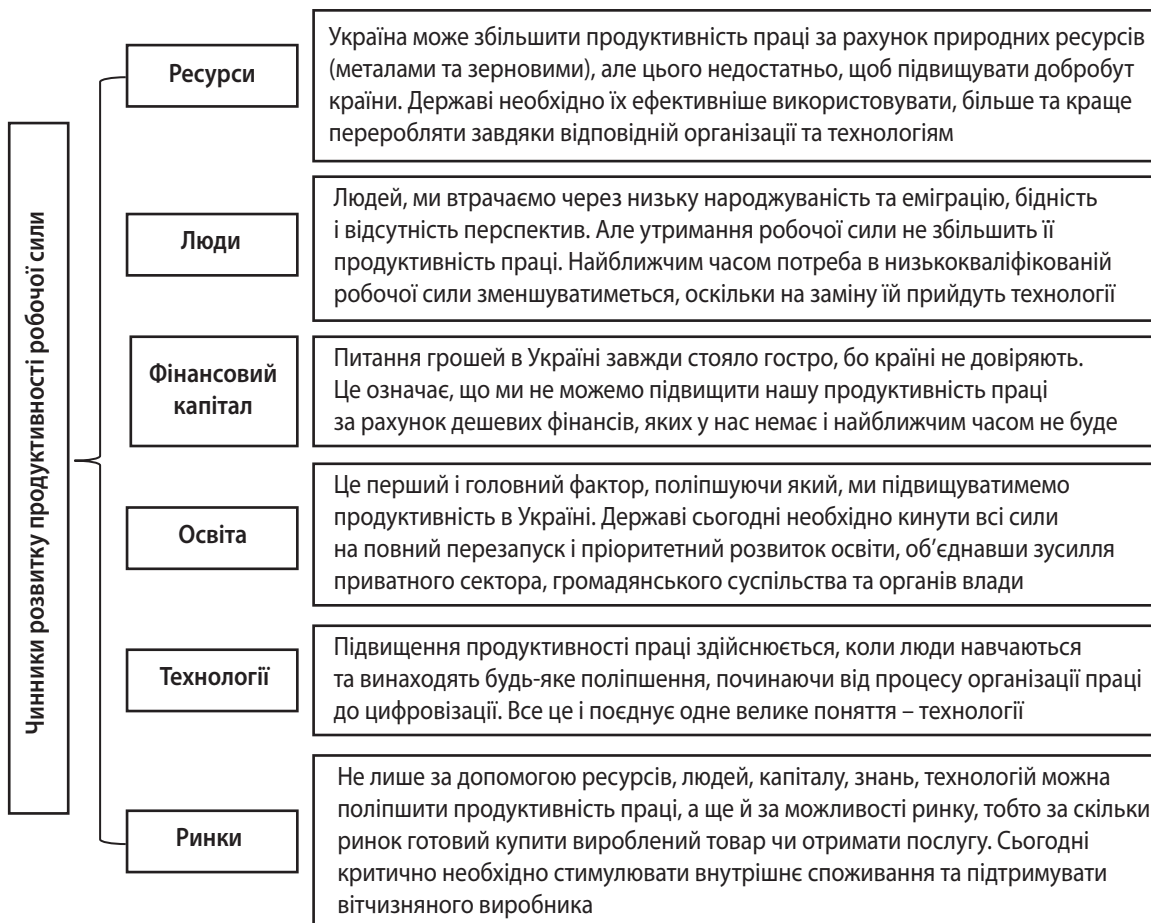 Чинники розвитку продуктивності робочої сили
Ресурси
Україна може збільшити продуктивність праці за рахунок природних ресурсів
(металами та зерновими), але цього недостатньо, щоб підвищувати добробут
країни. Державі необхідно їх ефективніше використовувати, більше та краще
переробляти завдяки відповідній організації та технологіям
Люди
Людей, ми втрачаємо через низьку народжуваність та еміграцію, бідність
і відсутність перспектив. Але утримання робочої сили не збільшить її
продуктивність праці. Найближчим часом потреба в низькокваліфікованій
робочої сили зменшуватиметься, оскільки на заміну їй прийдуть технології
Фінансовий
капітал
Питання грошей в Україні завжди стояло гостро, бо країні не довіряють.
Це означає, що ми не можемо підвищити нашу продуктивність праці
за рахунок дешевих фінансів, яких у нас немає і найближчим часом не буде
Освіта
Це перший і головний фактор, поліпшуючи який, ми підвищуватимемо
продуктивність в Україні. Державі сьогодні необхідно кинути всі сили
на повний перезапуск і пріоритетний розвиток освіти, об’єднавши зусилля
приватного сектора, громадянського суспільства та органів влади
Технології
Підвищення продуктивності праці здійснюється, коли люди навчаються
та винаходять будь-яке поліпшення, починаючи від процесу організації праці
до цифровізації. Все це і поєднує одне велике поняття – технології
Ринки
Не лише за допомогою ресурсів, людей, капіталу, знань, технологій можна
поліпшити продуктивність праці, а ще й за можливості ринку, тобто за скільки
ринок готовий купити вироблений товар чи отримати послугу. Сьогодні
критично необхідно стимулювати внутрішнє споживання та підтримувати
вітчизняного виробника